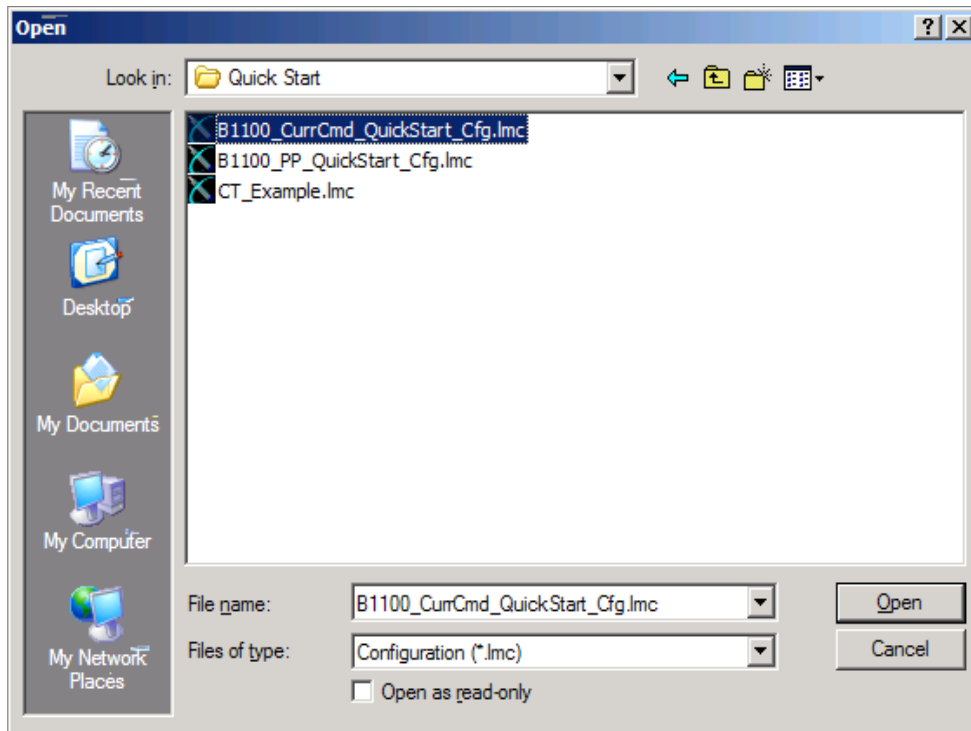 Open
Look in: Quick Start
B1100_CurrCmd_QuickStart_Cfg.lmc
B1100_PP_QuickStart_Cfg.lmc
CT_Example.lmc
My Recent
Documents
Desktop
My Documents
My Computer
My Network
Places
File name: B1100_CurrCmd_QuickStart_Cfg.lmc
Open
Files of type: Configuration (*.lmc)
Cancel
Open as read-only